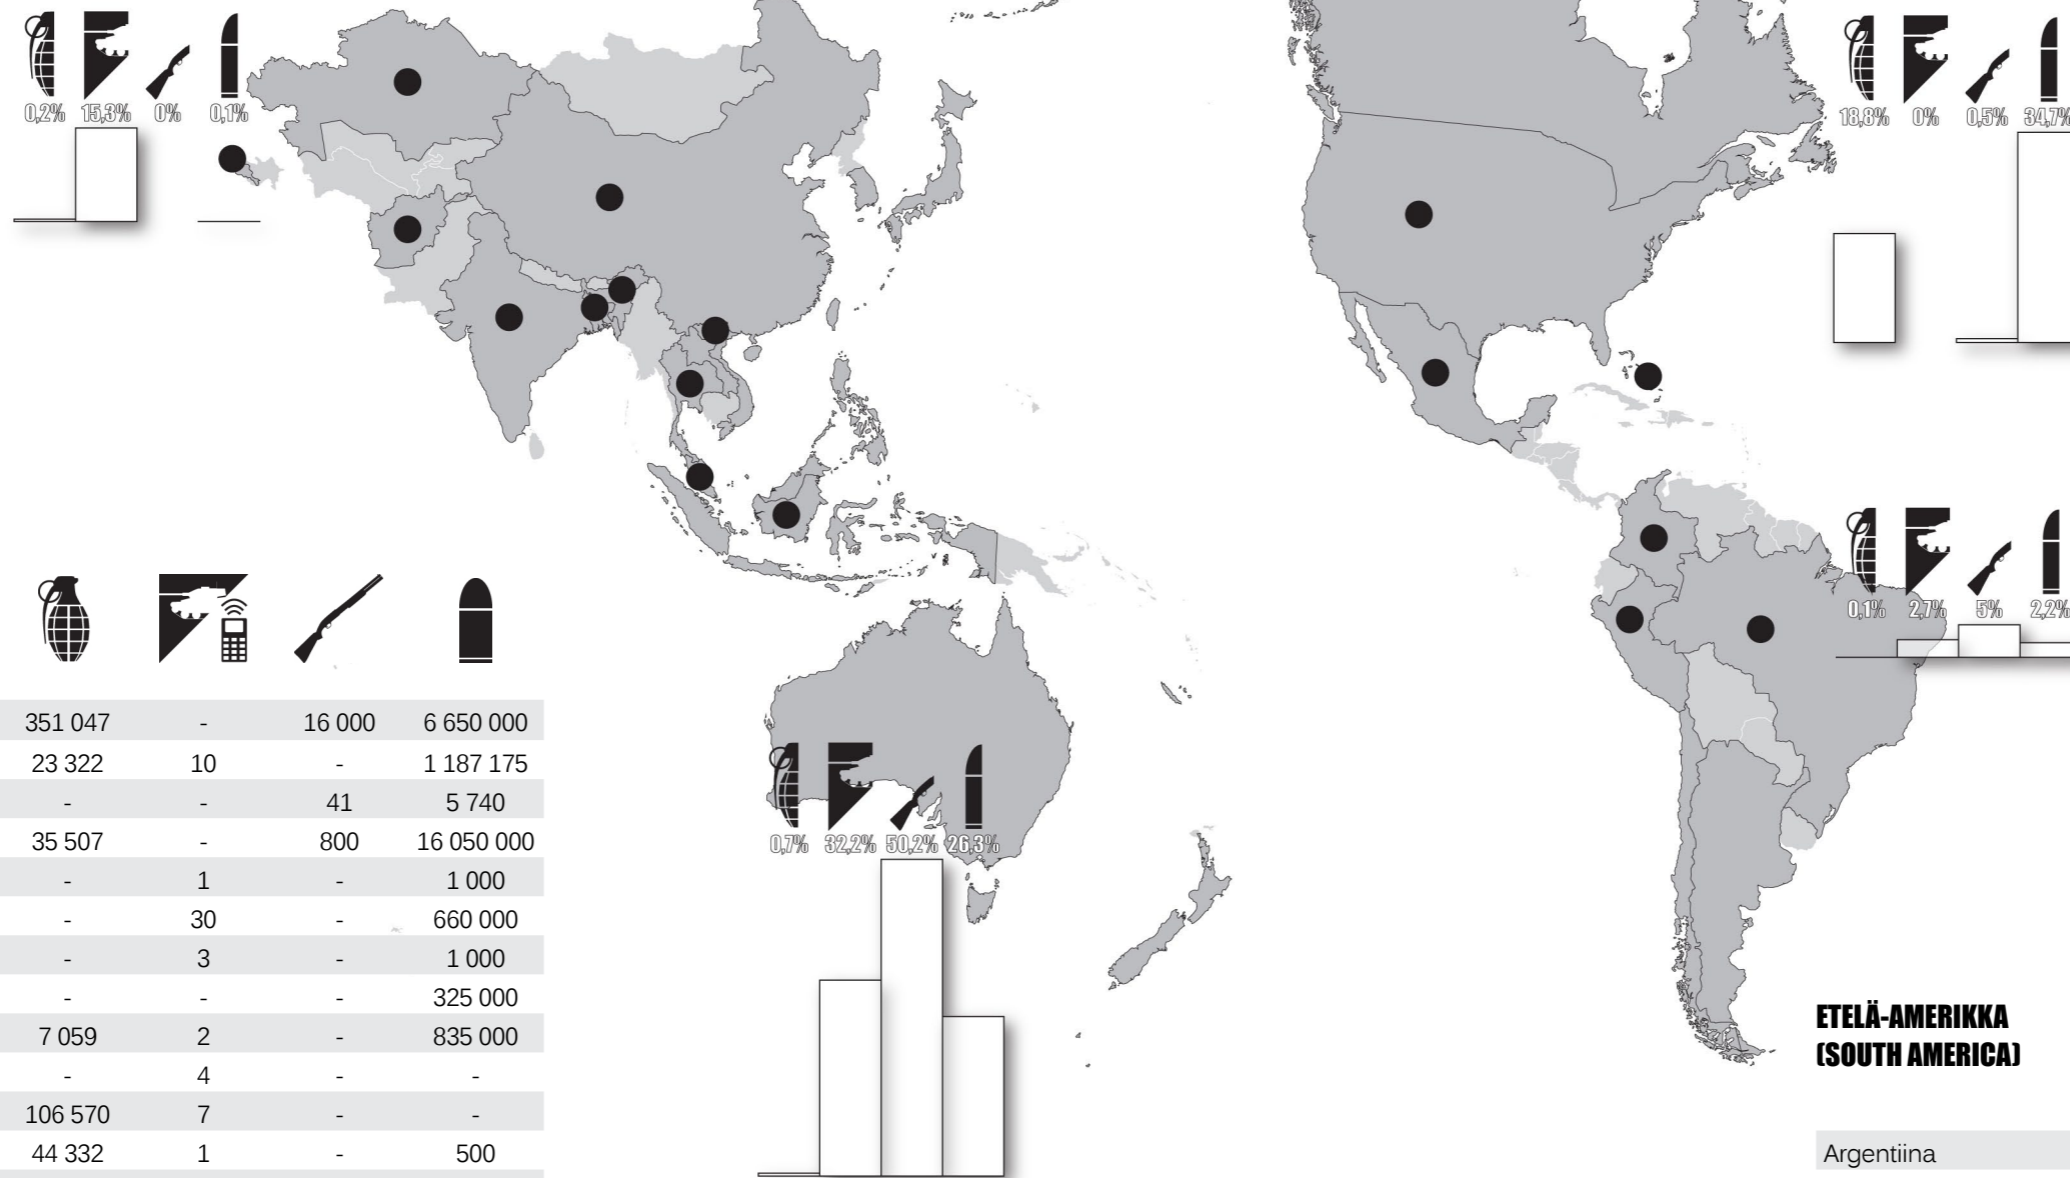 0,2% 15,3% 0% 0,1%
18,8% 0% 0,5% 34,7%
0,1% 2,7% 5% 2,2%
351 047 - 16 000 6 650 000
23 322 10 - 1 187 175
- - 41 5 740
35 507 - 800 16 050 000
- 1 - 1 000
- 30 - 660 000
- 3 - 1 000
- - - 325 000
7 059 2 - 835 000
- 4 - -
106 570 7 - -
44 332 1 - 500
0,7% 32,2% 50,2% 26,3%
ETELÄ-AMERIKKA
(SOUTH AMERICA)
Argentiina